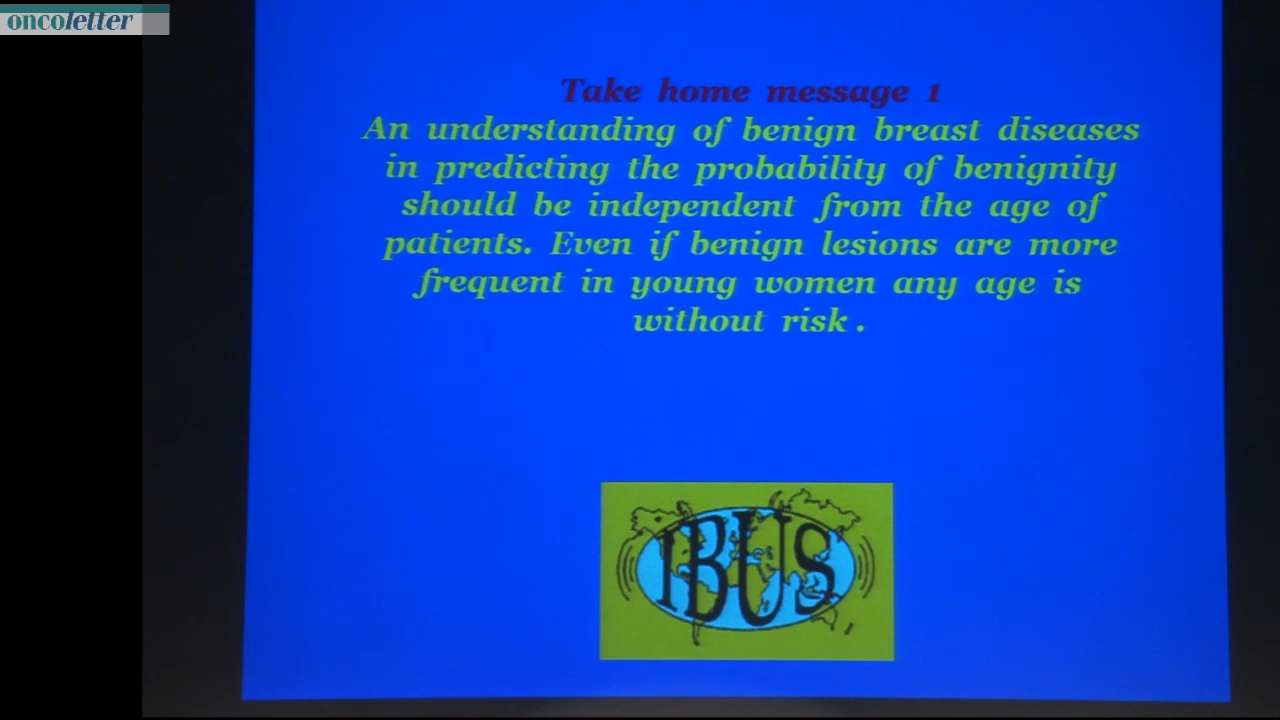 oncoletter
Take home message 1
An understanding of benign breast diseases
in predicting the probability of benignity
should be independent from the age of
patients. Even if benign lesions are more
frequent in young women any age is
without risk .
IBUS